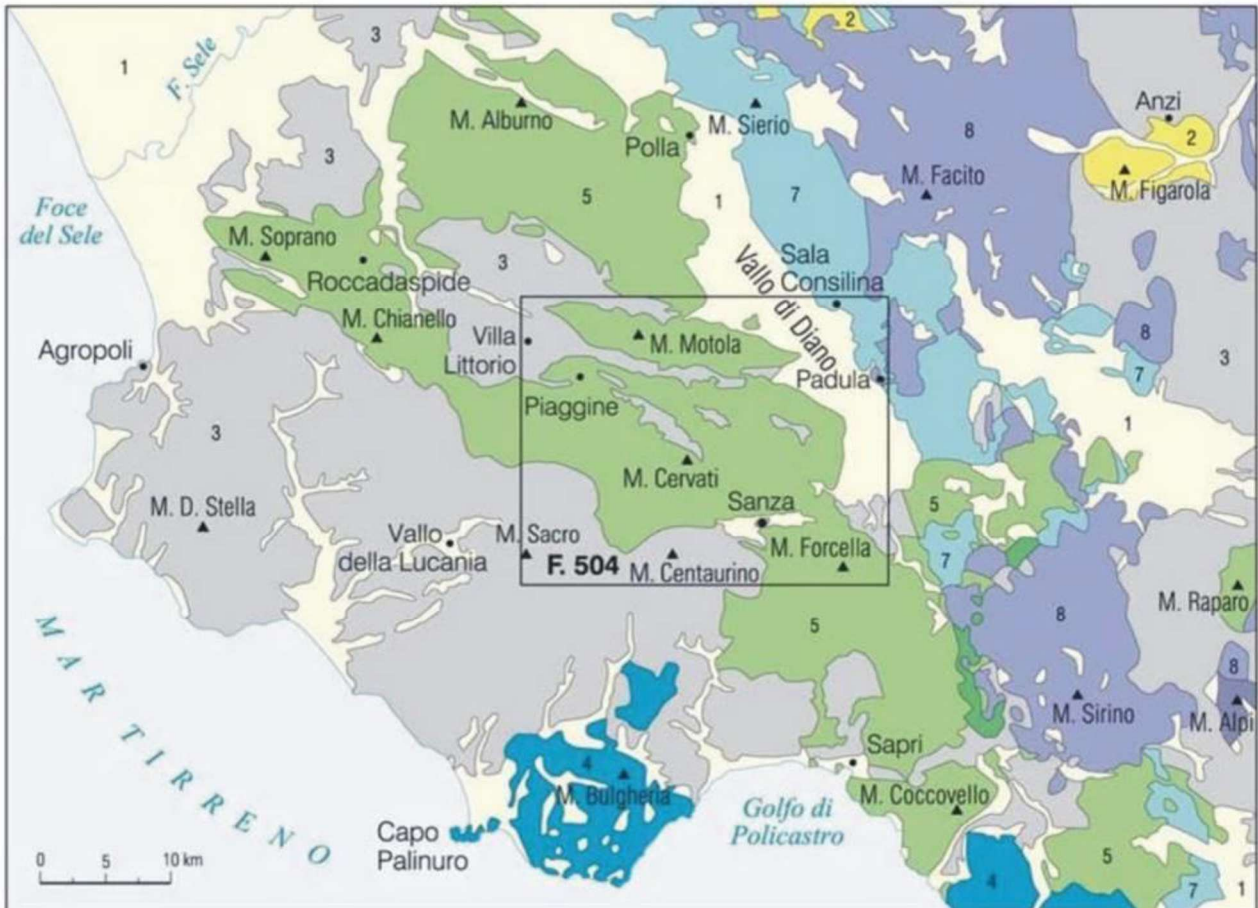 3
2
1
F. Sele
M. Alburno
M. Sierio
Anzi
8
2
Polla
3
M. Facito
M. Figarola
5
1
7
Foce
del Sele
M. Soprano
3
Sala
Consilina
Roccadaspide
Vallo di Diano
M. Chianello
Villa
Littorio
M. Motola
8
Agropoli
Padula
7
3
Piaggine
3
1
M. Cervati
M. D. Stella
Sanza
5
Vallo
della Lucania
M. Sacro
M. Forcella
F. 504
M. Centaurino
7
M. Raparo
5
8
8
MAR TIRRENO
M. Sirino
M. Alpi
Sapri
4
M. Bulgheria
M. Coccovello
Golfo di
Policastro
Capo
Palinuro
0 5 10 km
5
4
7
1